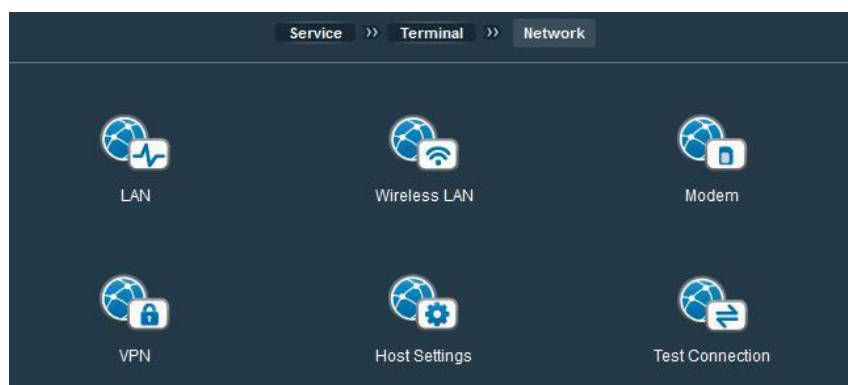 Service >> Terminal >> Network
LAN Wireless LAN Modem
VPN Host Settings Test Connection